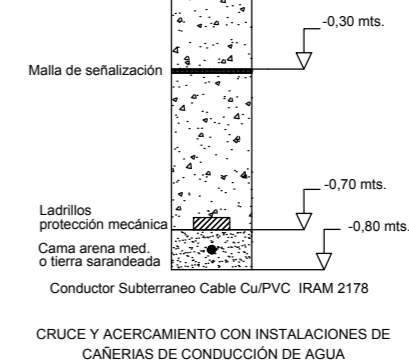 -0,30 mts.
Malla de señalización
-0,70 mts.
Ladrillos
protección mecánica
-0,80 mts.
Cama arena med.
o tierra sarandeada
Conductor Subterraneo Cable Cu/PVC IRAM 2178
CRUCE Y ACERCAMIENTO CON INSTALACIONES DE
CAÑERIAS DE CONDUCCIÓN DE AGUA